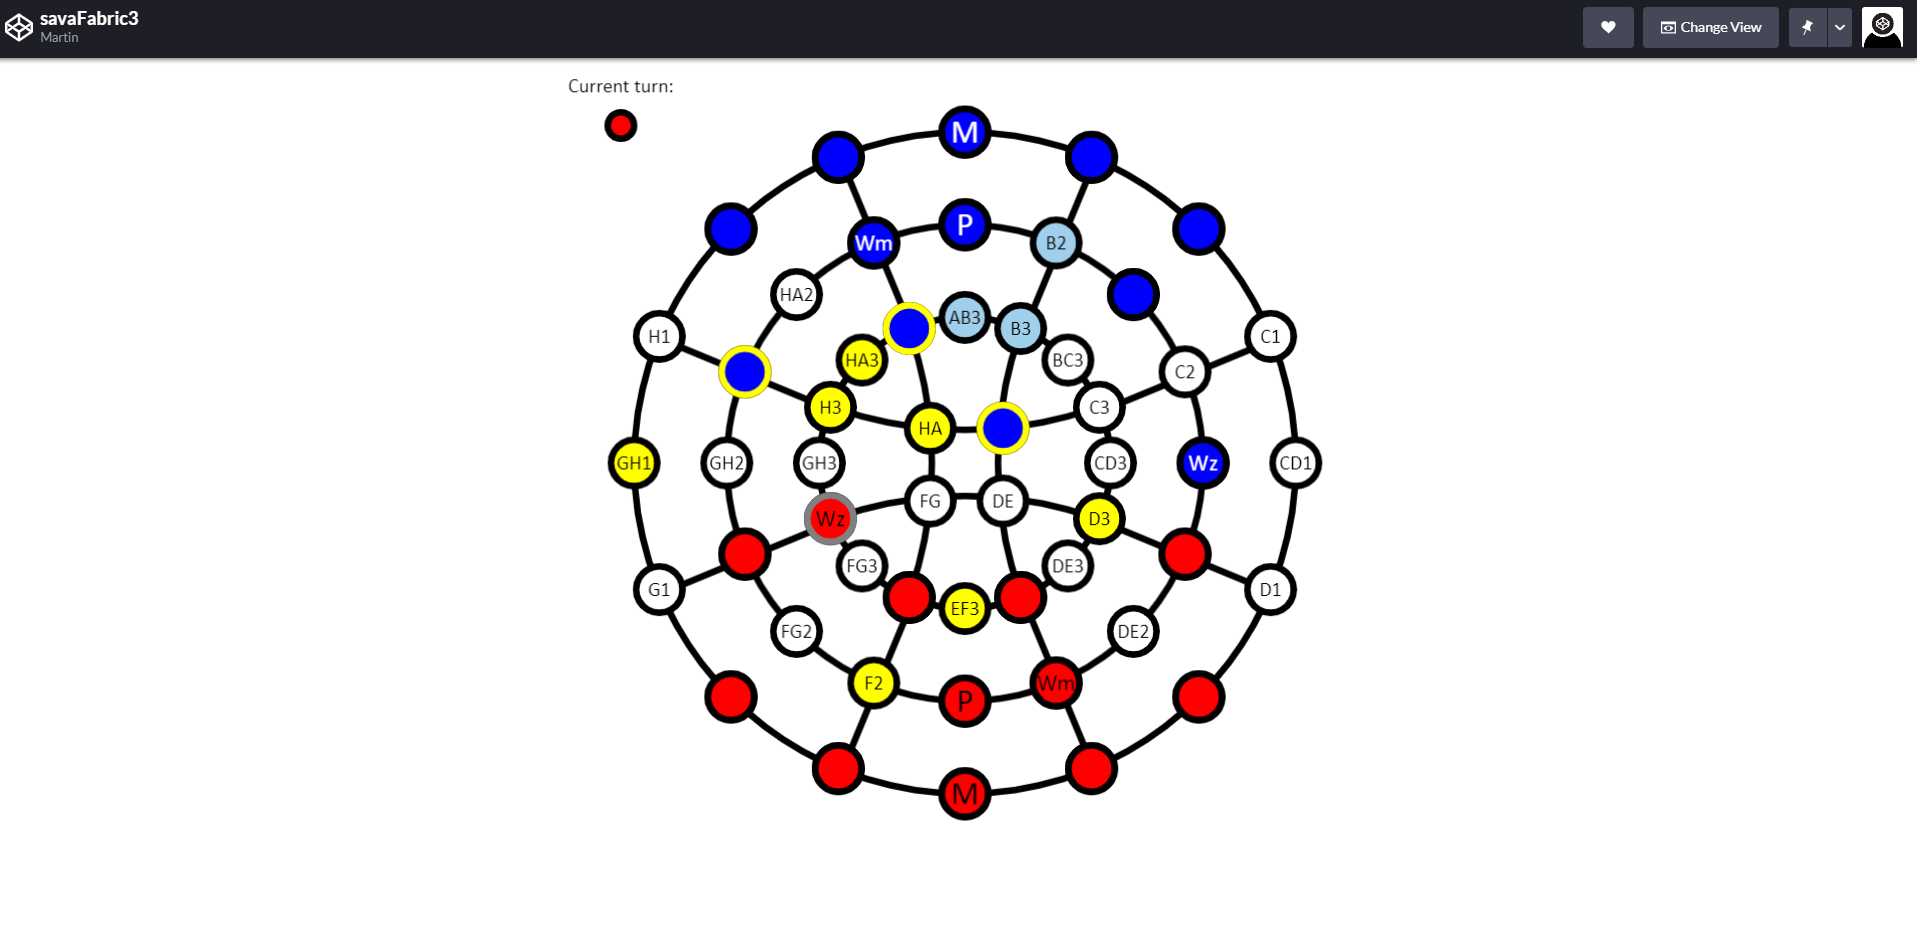 savaFabric3
Martin
Change View
Current turn:
M
Wm
P
B2
HA2
AB3
B3
H1
C1
HA3
BC3
C2
H3
C3
HA
GH1
GH2
GH3
CD3
Wz
CD1
FG
DE
Wz
D3
FG3
DE3
G1
D1
EF3
FG2
DE2
F2
P
Wm
M